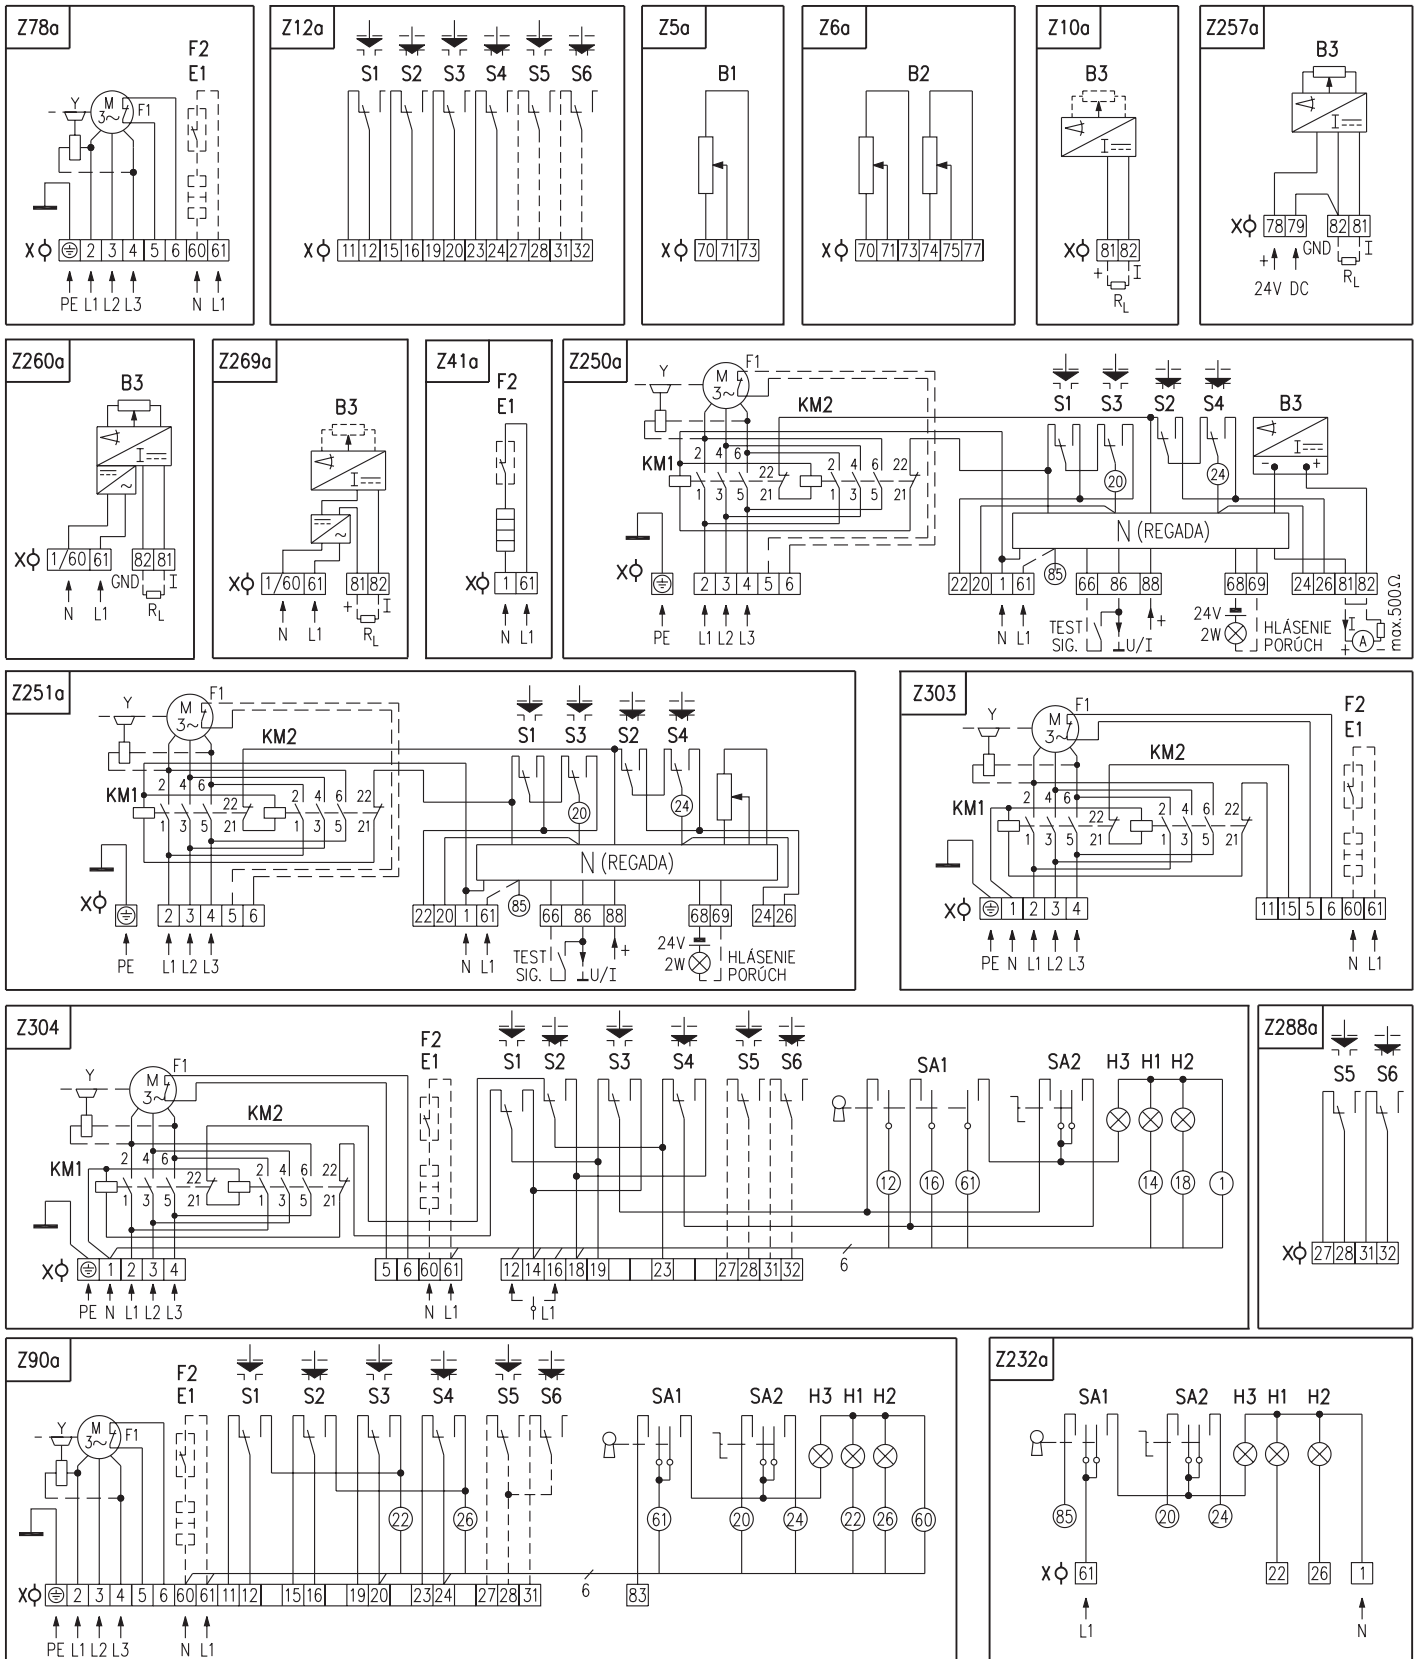 Z78a
F2
E1
Y
M
3~
F1
X
2 3 4 5 6 60 61
PE L1 L2 L3 N L1
Z12a
S1 S2 S3 S4 S5 S6
X
11 12 15 16 19 20 23 24 27 28 31 32
Z5a
B1
X
70 71 73
Z6a
B2
X
70 71 73 74 75 77
Z10a
B3
I
X
81 82
+ I
RL
Z257a
B3
I
X
78 79 82 81
+ GND I
24V DC RL
Z260a
B3
I
~
X
1/60 61 82 81
GND I
N L1 RL
Z269a
B3
I
~
X
1/60 61 81 82
+ I
N L1 RL
Z41a
F2
E1
X
1 61
N L1
Z250a
Y
M
3~
F1
KM2
S1 S3 S2 S4 B3
I
- +
KM1
2 4 6 22 2 4 6 22
1 3 5 21 1 3 5 21
20 24
N (REGADA)
X
2 3 4 5 6 22 20 1 61 85 66 86 88 68 69 24 26 81 82
PE L1 L2 L3 N L1
TEST
SIG.
U/I
+
24V
2W
HLÁSENIE
PORÚCH
I
A
+ -
max.500Ω
Z251a
Y
M
3~
F1
KM2
S1 S3 S2 S4
KM1
2 4 6 22 2 4 6 22
1 3 5 21 1 3 5 21
20 24
N (REGADA)
X
2 3 4 5 6 22 20 1 61 85 66 86 88 68 69 24 26
PE L1 L2 L3 N L1
TEST
SIG.
U/I
+
24V
2W
HLÁSENIE
PORÚCH
Z303
Y
M
3~
F1
F2
E1
KM2
KM1
2 4 6 22 2 4 6 22
1 3 5 21 1 3 5 21
X
1 2 3 4 11 15 5 6 60 61
PE N L1 L2 L3 N L1
Z304
Y
M
3~
F1
F2
E1
S1 S2 S3 S4 S5 S6
SA1 SA2 H3 H1 H2
KM2
KM1
2 4 6 22 2 4 6 22
1 3 5 21 1 3 5 21
12 16 61 14 18 1
X
1 2 3 4 5 6 60 61 12 14 16 18 19 23 27 28 31 32
6
PE N L1 L2 L3 N L1 L1
Z288a
S5 S6
X
27 28 31 32
Z90a
F2
E1
S1 S2 S3 S4 S5 S6
SA1 SA2 H3 H1 H2
Y
M
3~
F1
22 26 61 20 24 22 26 60
X
2 3 4 5 6 60 61 11 12 15 16 19 20 23 24 27 28 31
6
83
PE L1 L2 L3 N L1
Z232a
SA1 SA2 H3 H1 H2
85 20 24
X
61 22 26 1
L1 N